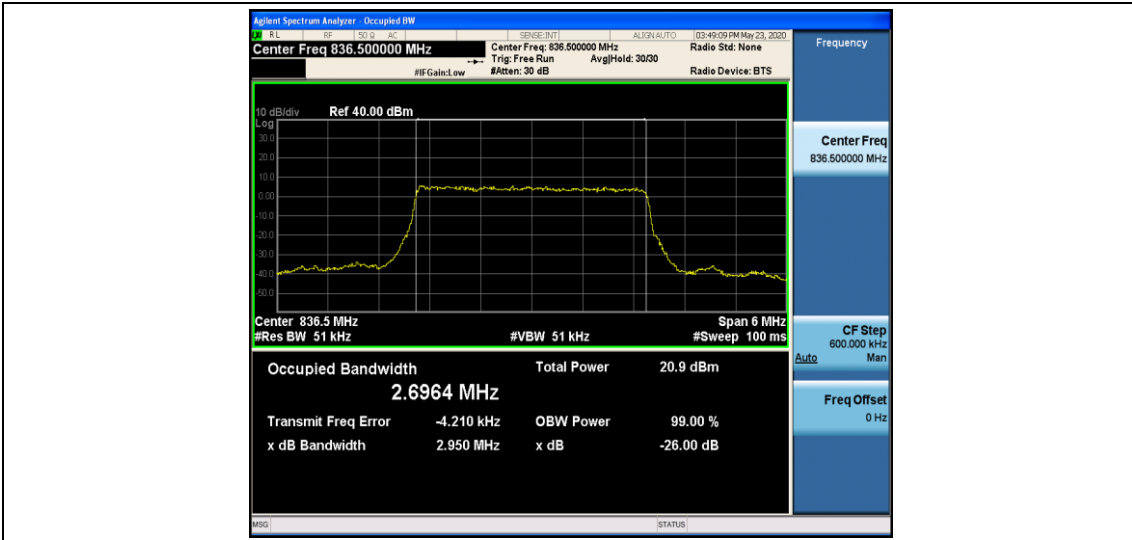 Agilent Spectrum Analyzer - Occupied BW
LXI RL RF 50 Ω AC SENSE:INT ALIGN AUTO 03:49:09 PM May 23, 2020
Center Freq 836.500000 MHz
Center Freq: 836.500000 MHz Radio Std: None
Trig: Free Run Avg|Hold: 30/30
#IFGain:Low #Atten: 30 dB Radio Device: BTS
10 dB/div Ref 40.00 dBm
Log
30.0
20.0
10.0
0.00
-10.0
-20.0
-30.0
-40.0
-50.0
Center 836.5 MHz Span 6 MHz
#Res BW 51 kHz #VBW 51 kHz #Sweep 100 ms
Occupied Bandwidth Total Power 20.9 dBm
2.6964 MHz
Transmit Freq Error -4.210 kHz OBW Power 99.00 %
x dB Bandwidth 2.950 MHz x dB -26.00 dB
Frequency
Center Freq
836.500000 MHz
CF Step
600.000 kHz
Auto Man
Freq Offset
0 Hz
MSG STATUS